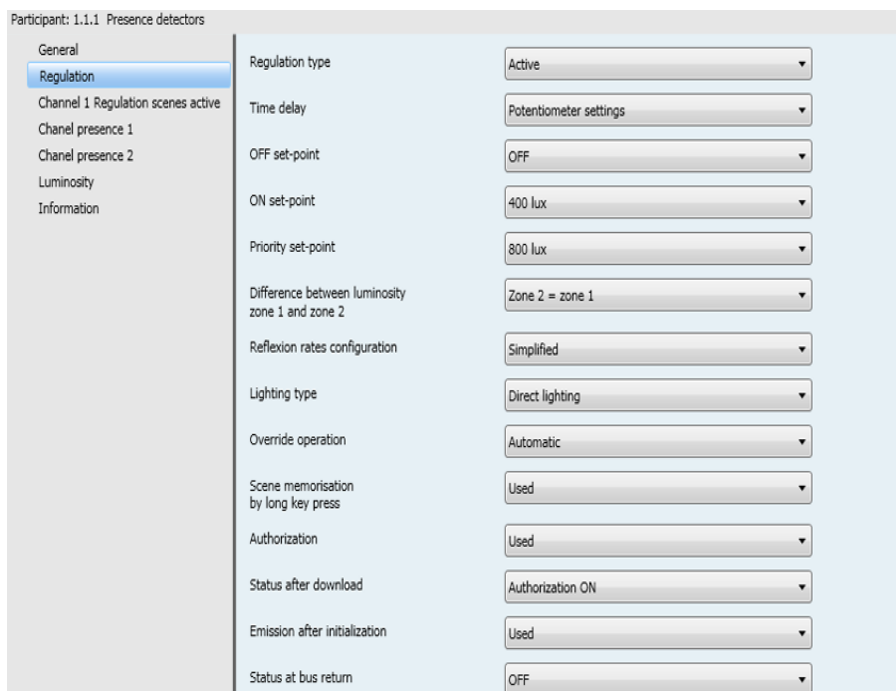 Participant: 1.1.1 Presence detectors
General
Regulation
Channel 1 Regulation scenes active
Chanel presence 1
Chanel presence 2
Luminosity
Information
Regulation type
Active
Time delay
Potentiometer settings
OFF set-point
OFF
ON set-point
400 lux
Priority set-point
800 lux
Difference between luminosity
zone 1 and zone 2
Zone 2 = zone 1
Reflexion rates configuration
Simplified
Lighting type
Direct lighting
Override operation
Automatic
Scene memorisation
by long key press
Used
Authorization
Used
Status after download
Authorization ON
Emission after initialization
Used
Status at bus return
OFF